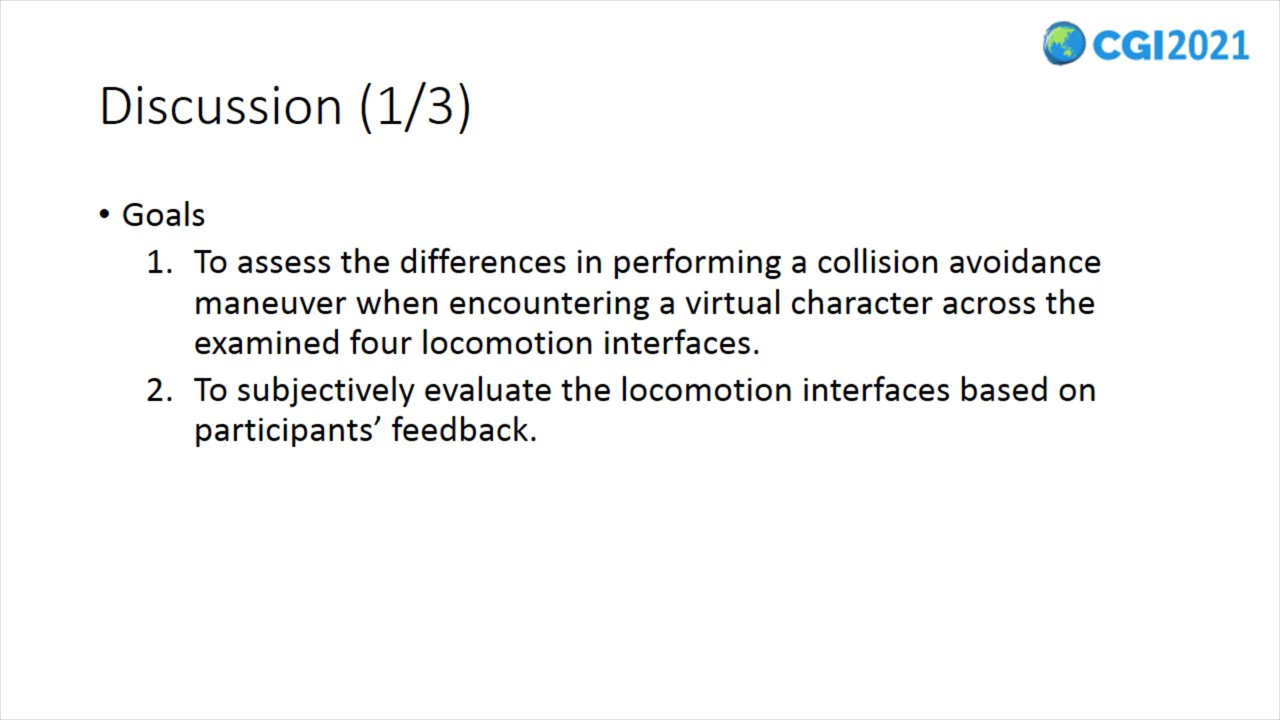 CGI2021
Discussion (1/3)
• Goals
1. To assess the differences in performing a collision avoidance
maneuver when encountering a virtual character across the
examined four locomotion interfaces.
2. To subjectively evaluate the locomotion interfaces based on
participants’ feedback.